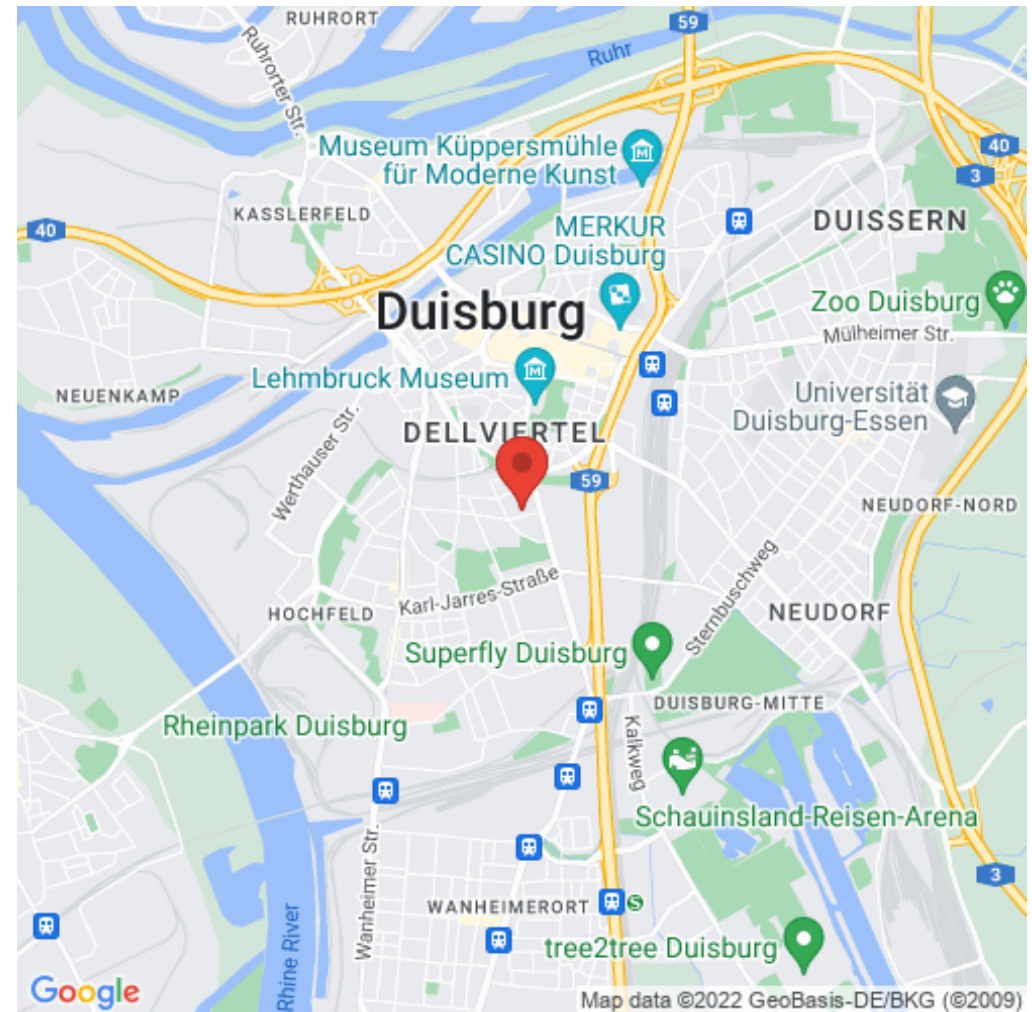 RUHRORT
59
Ruhrorter Str.
Ruhr
Museum Küppersmühle
für Moderne Kunst
40
3
KASSLERFELD
DUISSERN
40
MERKUR
CASINO Duisburg
Zoo Duisburg
Duisburg
Mülheimer Str.
Lehmbruck Museum
NEUENKAMP
Universität
Duisburg-Essen
DELLVIERTEL
Werthauser Str.
59
NEUDORF-NORD
Karl-Jarres-Straße
Sternbuschweg
HOCHFELD
NEUDORF
Superfly Duisburg
DUISBURG-MITTE
Rheinpark Duisburg
Kalkweg
Schauinsland-Reisen-Arena
Wanheimer Str.
3
WANHEIMERORT
S
tree2tree Duisburg
Rhine River
Google
Map data ©2022 GeoBasis-DE/BKG (©2009)